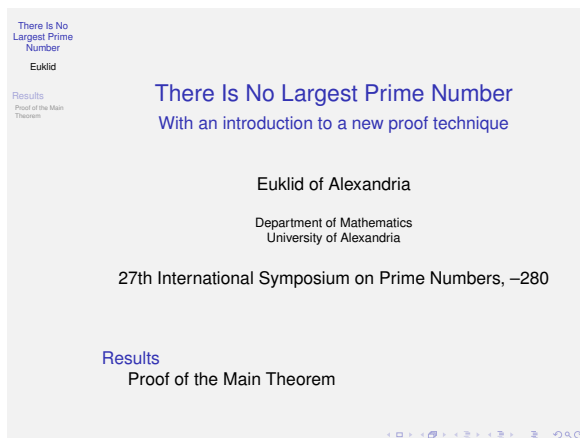 There Is No
Largest Prime
Number
Euklid
Results
Proof of the Main
Theorem
There Is No Largest Prime Number
With an introduction to a new proof technique
Euklid of Alexandria
Department of Mathematics
University of Alexandria
27th International Symposium on Prime Numbers, –280
Results
Proof of the Main Theorem